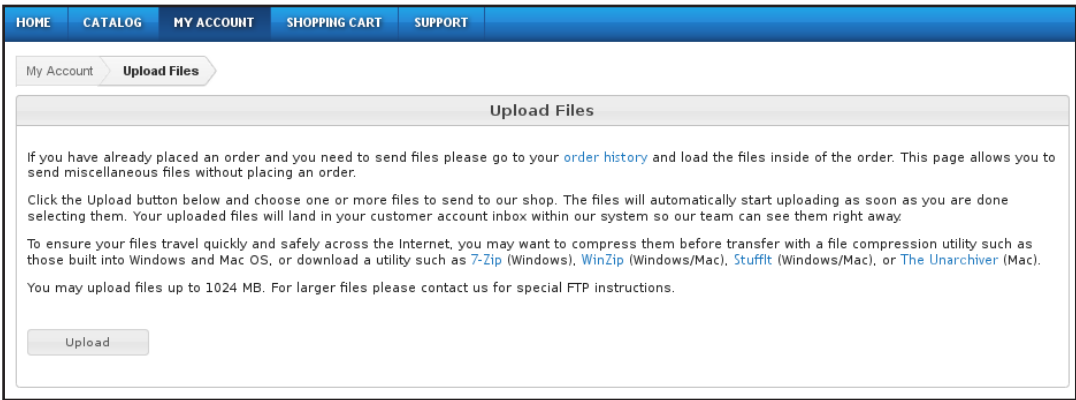 HOME CATALOG MY ACCOUNT SHOPPING CART SUPPORT
My Account Upload Files
Upload Files
If you have already placed an order and you need to send files please go to your order history and load the files inside of the order. This page allows you to
send miscellaneous files without placing an order.
Click the Upload button below and choose one or more files to send to our shop. The files will automatically start uploading as soon as you are done
selecting them. Your uploaded files will land in your customer account inbox within our system so our team can see them right away.
To ensure your files travel quickly and safely across the Internet, you may want to compress them before transfer with a file compression utility such as
those built into Windows and Mac OS, or download a utility such as 7-Zip (Windows), WinZip (Windows/Mac), StuffIt (Windows/Mac), or The Unarchiver (Mac).
You may upload files up to 1024 MB. For larger files please contact us for special FTP instructions.
Upload